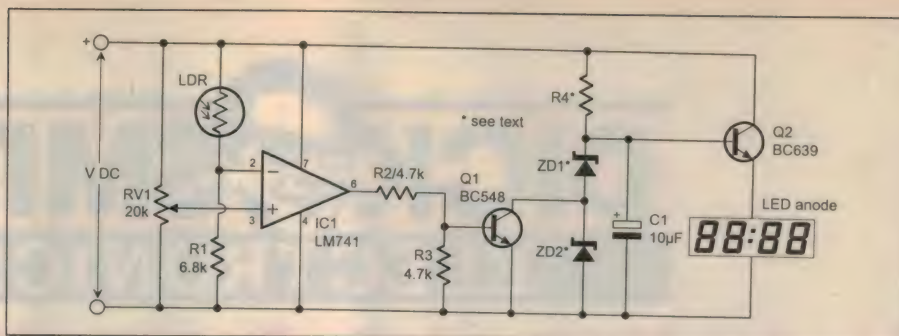 +
LDR
R4*
* see text
Q2
BC639
V DC
2
7
ZD1*
Q1
BC548
RV1
20k
3
+
6
R2/4.7k
LED anode
IC1
LM741
4
+
C1
10µF
88:88
R1
6.8k
R3
4.7k
ZD2*